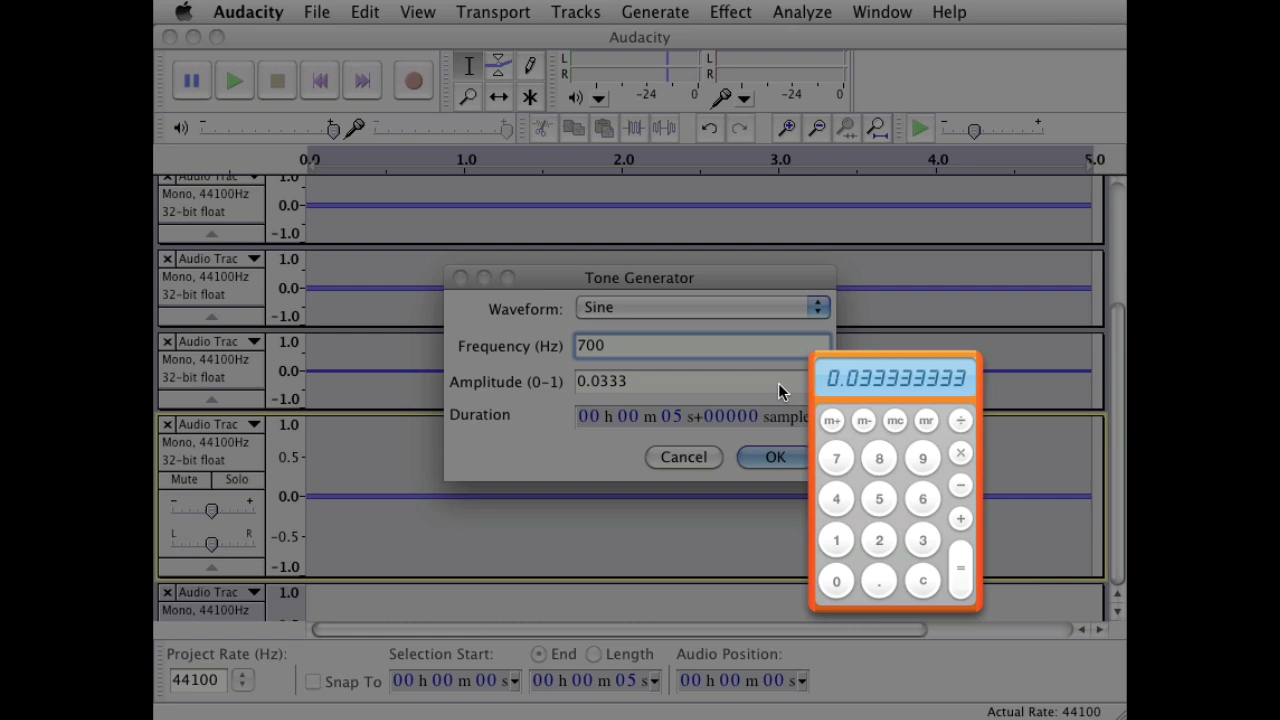 Audacity File Edit View Transport Tracks Generate Effect Analyze Window Help
Audacity
L
R
-24 0
L
R
-24 0
- +
0.0 1.0 2.0 3.0 4.0 5.0
Audio Trac 1.0
Mono, 44100Hz
32-bit float 0.0-
-1.0
Audio Trac 1.0
Mono, 44100Hz
32-bit float 0.0-
-1.0
Audio Trac 1.0
Mono, 44100Hz
32-bit float 0.0-
-1.0
Audio Trac 1.0
Mono, 44100Hz
32-bit float 0.5-
Mute Solo
- + 0.0-
L R -0.5-
-1.0
Audio Trac 1.0
Mono, 44100Hz
Tone Generator
Waveform: Sine
Frequency (Hz) 700
Amplitude (0-1) 0.0333
Duration 00 h 00 m 05 s+00000 sample
Cancel OK
0.033333333
m+ m- mc mr ÷
7 8 9 ×
4 5 6 −
+
1 2 3
0 . c =
Project Rate (Hz): Selection Start: End Length Audio Position:
44100 Snap To 00 h 00 m 00 s 00 h 00 m 05 s 00 h 00 m 00 s
Actual Rate: 44100